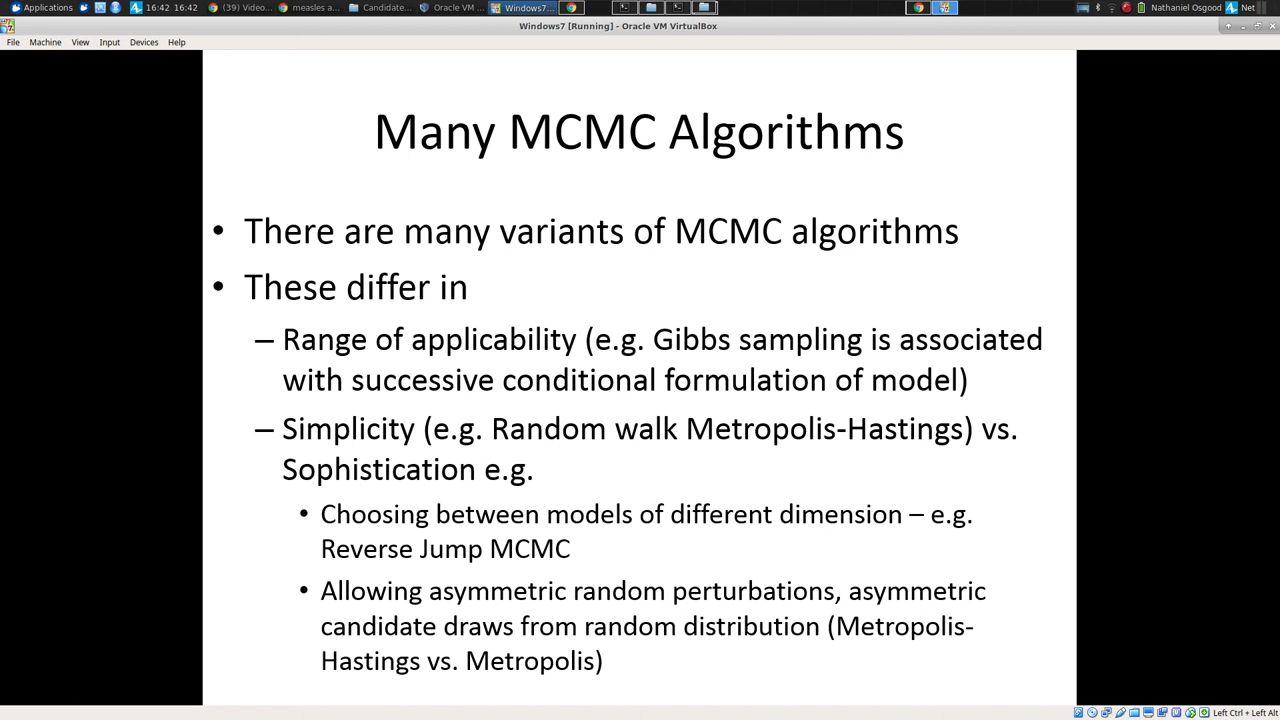 Applications 16:42 16:42 (39) Video... measles a... Candidate... Oracle VM ... Windows7... Nathaniel Osgood Net
Windows7 [Running] - Oracle VM VirtualBox
File Machine View Input Devices Help
Many MCMC Algorithms
• There are many variants of MCMC algorithms
• These differ in
– Range of applicability (e.g. Gibbs sampling is associated
with successive conditional formulation of model)
– Simplicity (e.g. Random walk Metropolis-Hastings) vs.
Sophistication e.g.
• Choosing between models of different dimension – e.g.
Reverse Jump MCMC
• Allowing asymmetric random perturbations, asymmetric
candidate draws from random distribution (Metropolis-
Hastings vs. Metropolis)
Left Ctrl + Left Alt